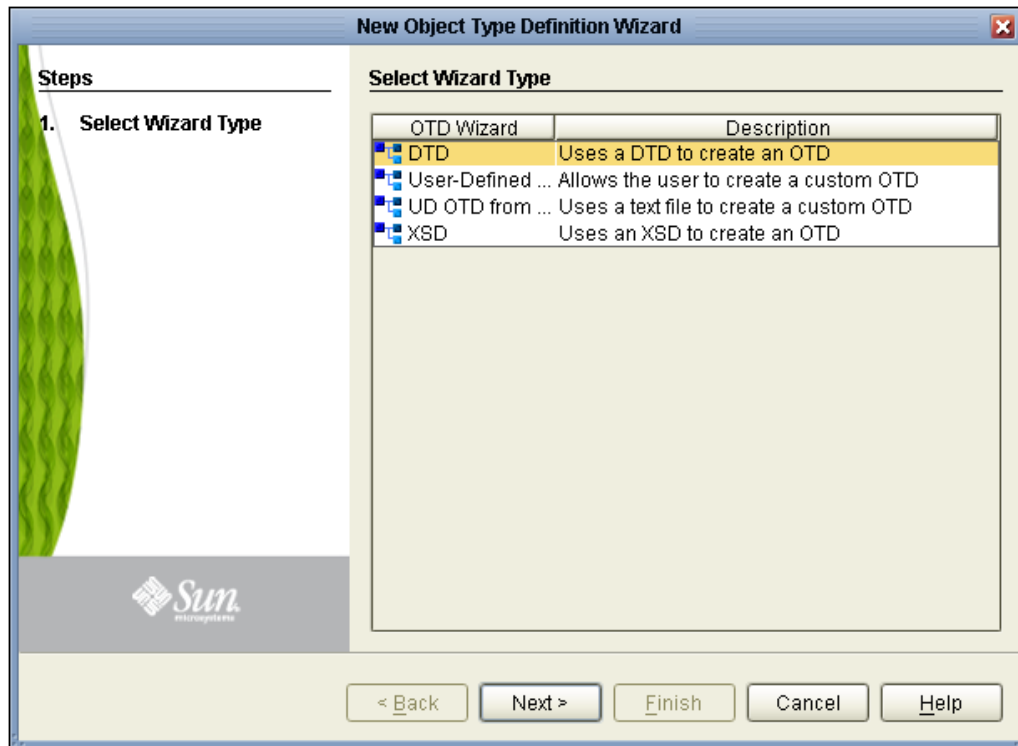 New Object Type Definition Wizard
Steps
1. Select Wizard Type
Select Wizard Type
OTD Wizard Description
DTD Uses a DTD to create an OTD
User-Defined ... Allows the user to create a custom OTD
UD OTD from ... Uses a text file to create a custom OTD
XSD Uses an XSD to create an OTD
Sun
microsystems
< Back Next > Finish Cancel Help